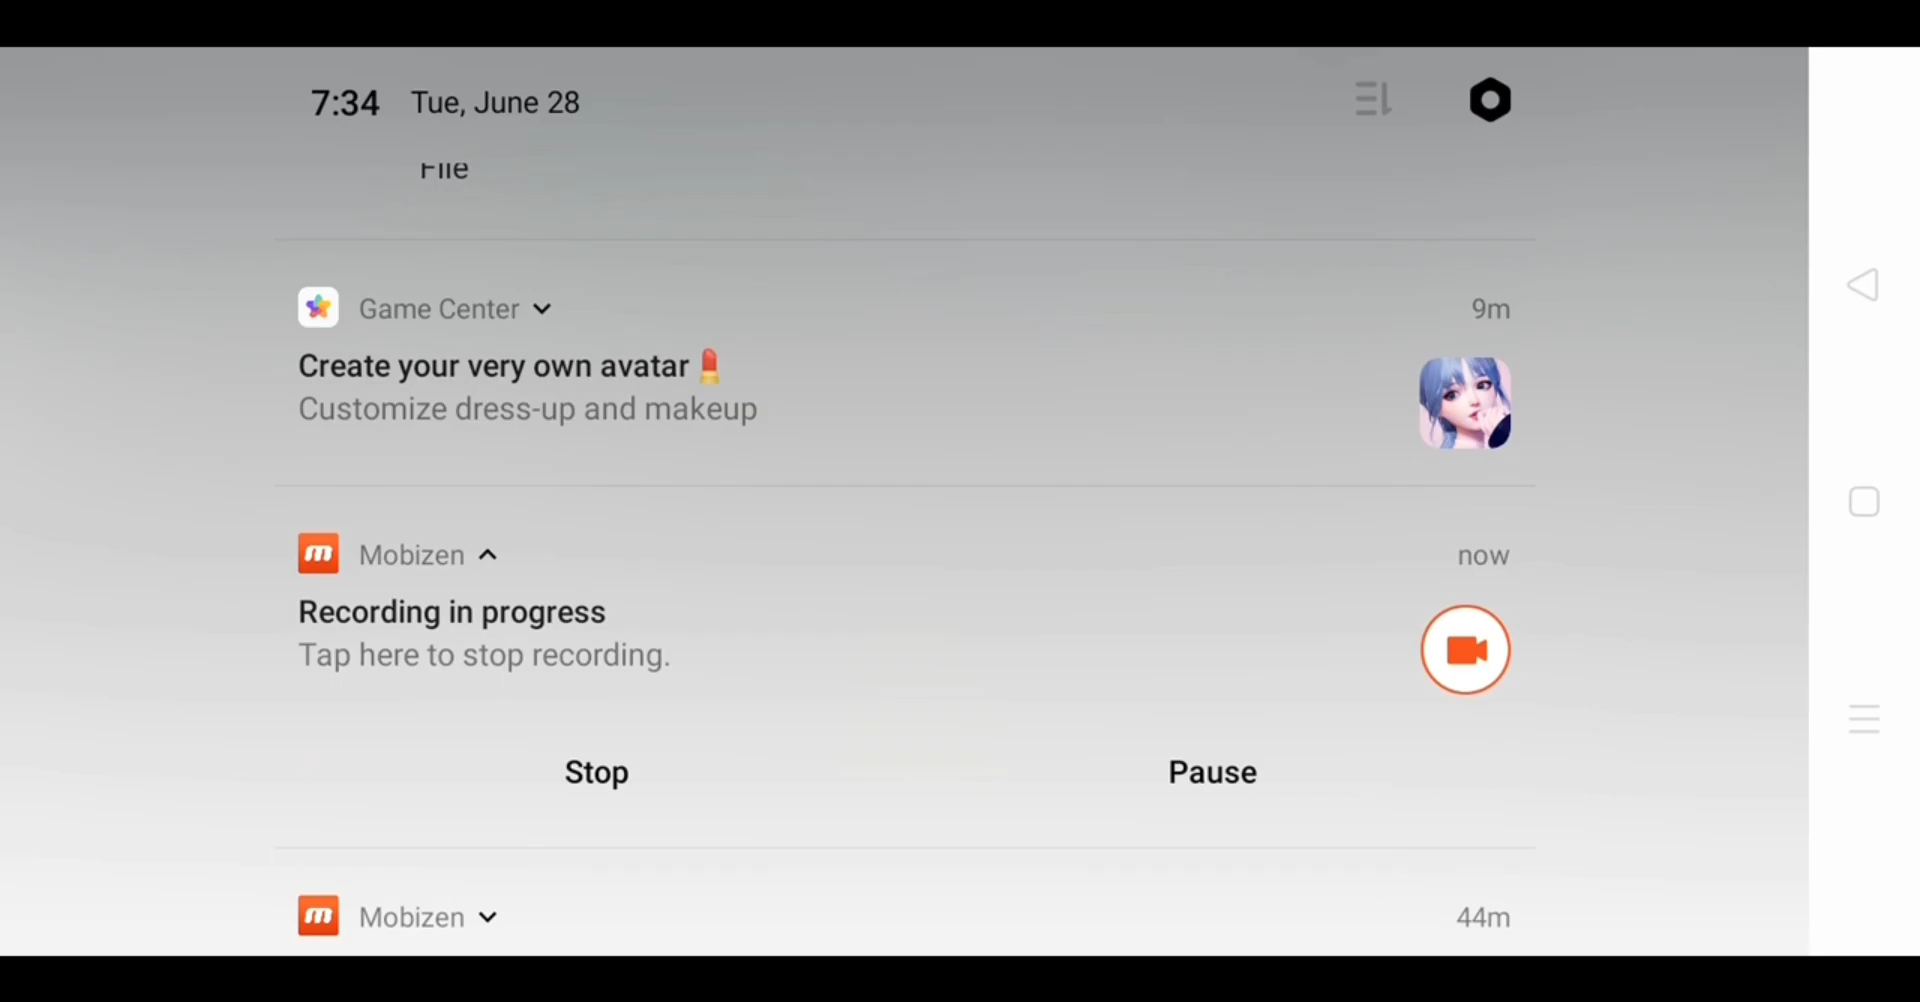 7:34 Tue, June 28
File
Game Center 9m
Create your very own avatar💄
Customize dress-up and makeup
m Mobizen now
Recording in progress
Tap here to stop recording.
Stop Pause
m Mobizen 44m